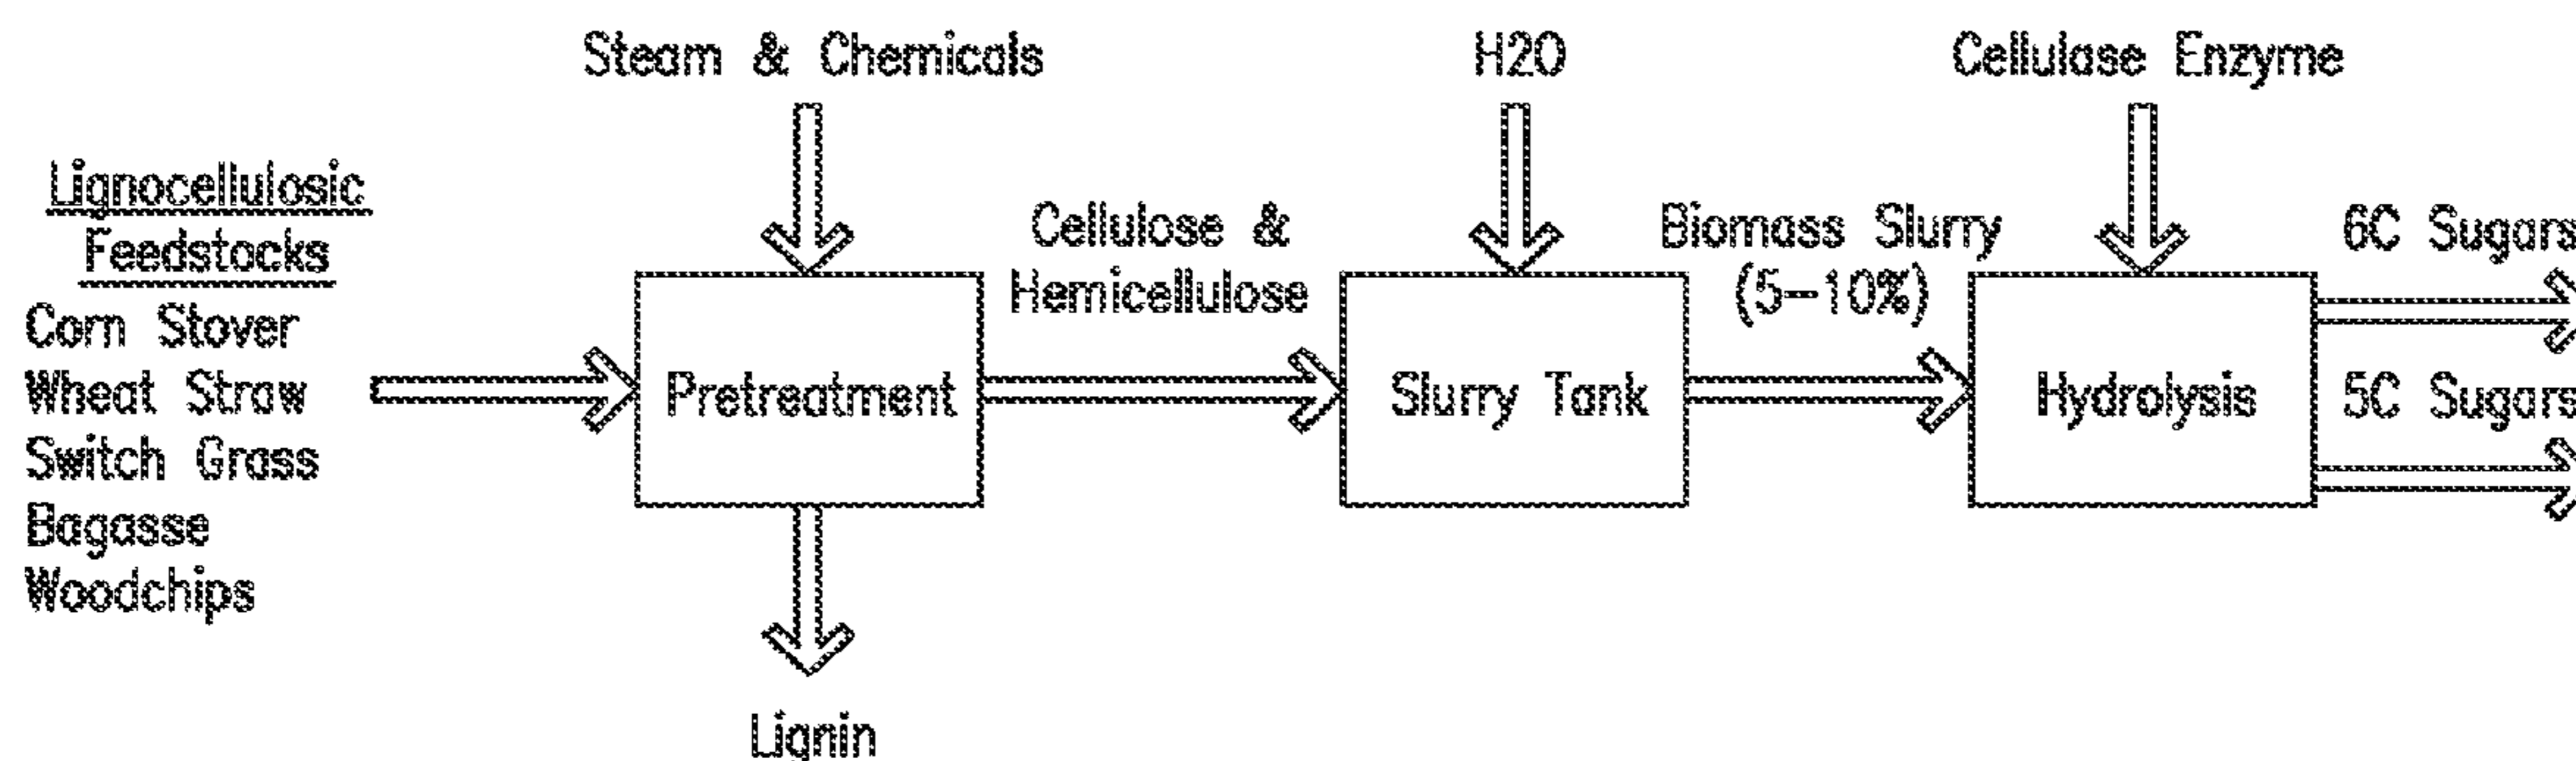 Steam & Chemicals
H2O
Cellulase Enzyme
Lignocellulosic
Feedstocks
Corn Stover
Wheat Straw
Switch Grass
Bagasse
Woodchips
Pretreatment
Cellulose &
Hemicellulose
Slurry Tank
Biomass Slurry
(5-10%)
Hydrolysis
6C Sugars
5C Sugars
Lignin